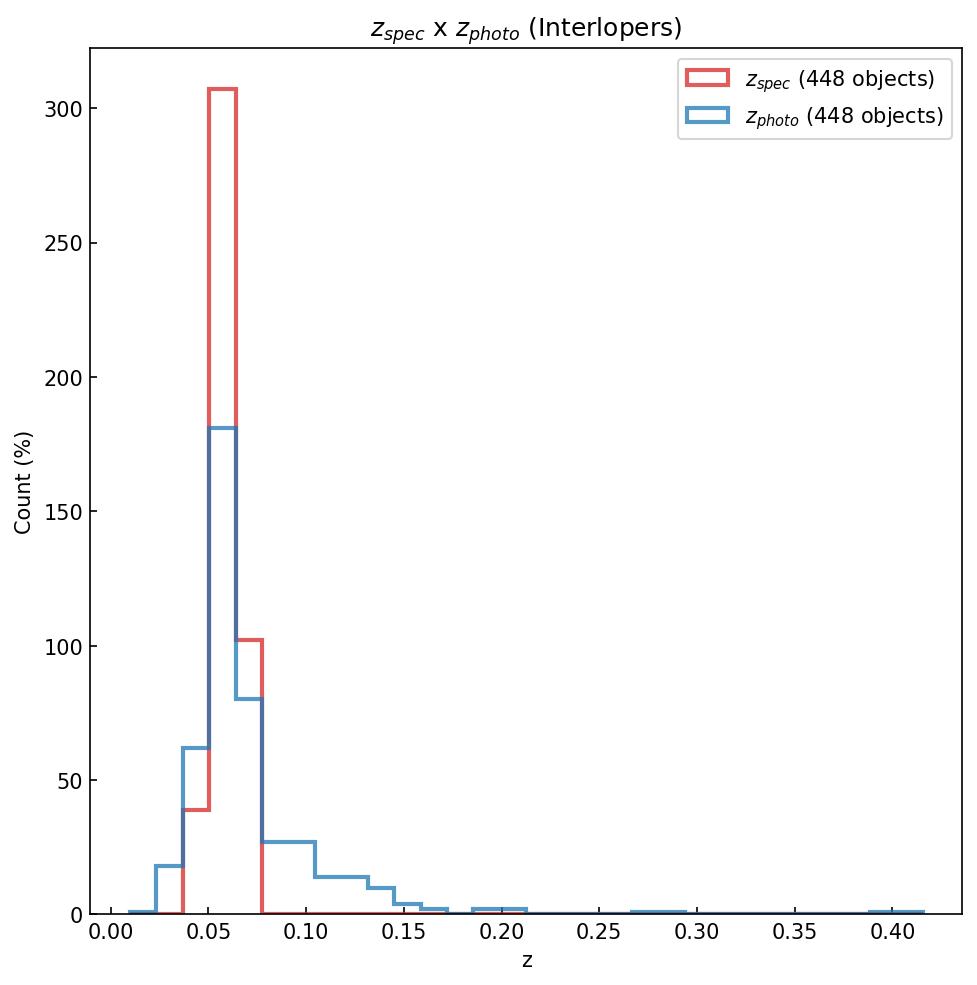 z_spec x z_photo (Interlopers)
z_spec (448 objects)
z_photo (448 objects)
Count (%)
300
250
200
150
100
50
0
0.00 0.05 0.10 0.15 0.20 0.25 0.30 0.35 0.40
z